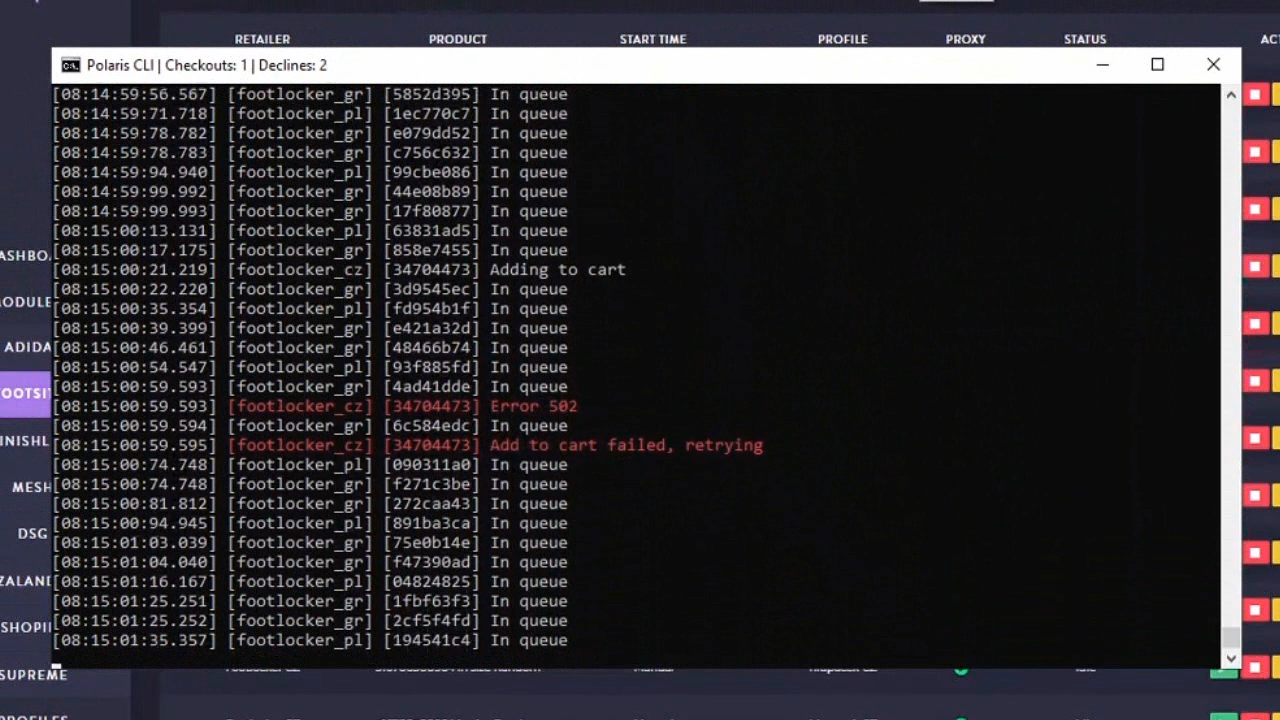 RETAILER PRODUCT START TIME PROFILE PROXY STATUS ACT
Polaris CLI | Checkouts: 1 | Declines: 2
[08:14:59:56.567] [footlocker_gr] [5852d395] In queue
[08:14:59:71.718] [footlocker_pl] [1ec770c7] In queue
[08:14:59:78.782] [footlocker_gr] [e079dd52] In queue
[08:14:59:78.783] [footlocker_gr] [c756c632] In queue
[08:14:59:94.940] [footlocker_pl] [99cbe086] In queue
[08:14:59:99.992] [footlocker_gr] [44e08b89] In queue
[08:14:59:99.993] [footlocker_gr] [17f80877] In queue
[08:15:00:13.131] [footlocker_pl] [63831ad5] In queue
[08:15:00:17.175] [footlocker_gr] [858e7455] In queue
[08:15:00:21.219] [footlocker_cz] [34704473] Adding to cart
[08:15:00:22.220] [footlocker_gr] [3d9545ec] In queue
[08:15:00:35.354] [footlocker_pl] [fd954b1f] In queue
[08:15:00:39.399] [footlocker_gr] [e421a32d] In queue
[08:15:00:46.461] [footlocker_gr] [48466b74] In queue
[08:15:00:54.547] [footlocker_pl] [93f885fd] In queue
[08:15:00:59.593] [footlocker_gr] [4ad41dde] In queue
[08:15:00:59.593] [footlocker_cz] [34704473] Error 502
[08:15:00:59.594] [footlocker_gr] [6c584edc] In queue
[08:15:00:59.595] [footlocker_cz] [34704473] Add to cart failed, retrying
[08:15:00:74.748] [footlocker_pl] [090311a0] In queue
[08:15:00:74.748] [footlocker_gr] [f271c3be] In queue
[08:15:00:81.812] [footlocker_gr] [272caa43] In queue
[08:15:00:94.945] [footlocker_pl] [891ba3ca] In queue
[08:15:01:03.039] [footlocker_gr] [75e0b14e] In queue
[08:15:01:04.040] [footlocker_gr] [f47390ad] In queue
[08:15:01:16.167] [footlocker_pl] [04824825] In queue
[08:15:01:25.251] [footlocker_gr] [1fbf63f3] In queue
[08:15:01:25.252] [footlocker_gr] [2cf5f4fd] In queue
[08:15:01:35.357] [footlocker_pl] [194541c4] In queue
ASHBO
MODULE
ADIDA
OOTSI
INISHL
MESH
DSG
ZALAN
SHOPI
SUPREME
PROFILES